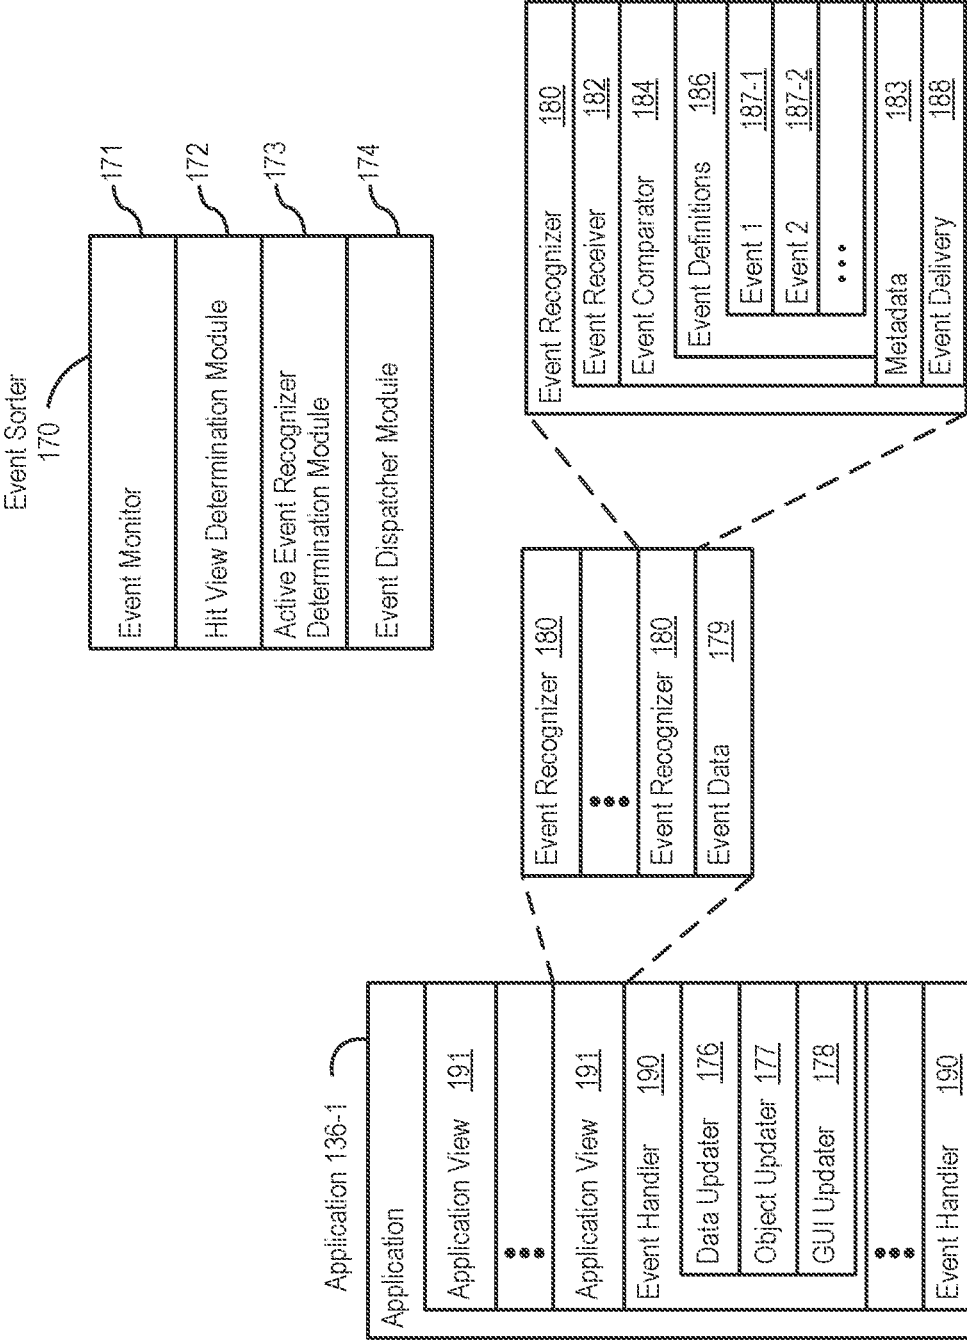 Event Sorter
170
Event Monitor
171
Hit View Determination Module
172
Active Event Recognizer
Determination Module
173
Event Dispatcher Module
174
Application 136-1
Application
Application View 191
•••
Application View 191
Event Handler 190
Data Updater 176
Object Updater 177
GUI Updater 178
•••
Event Handler 190
Event Recognizer 180
•••
Event Recognizer 180
Event Data 179
Event Recognizer 180
Event Receiver 182
Event Comparator 184
Event Definitions 186
Event 1 187-1
Event 2 187-2
•••
Metadata 183
Event Delivery 188